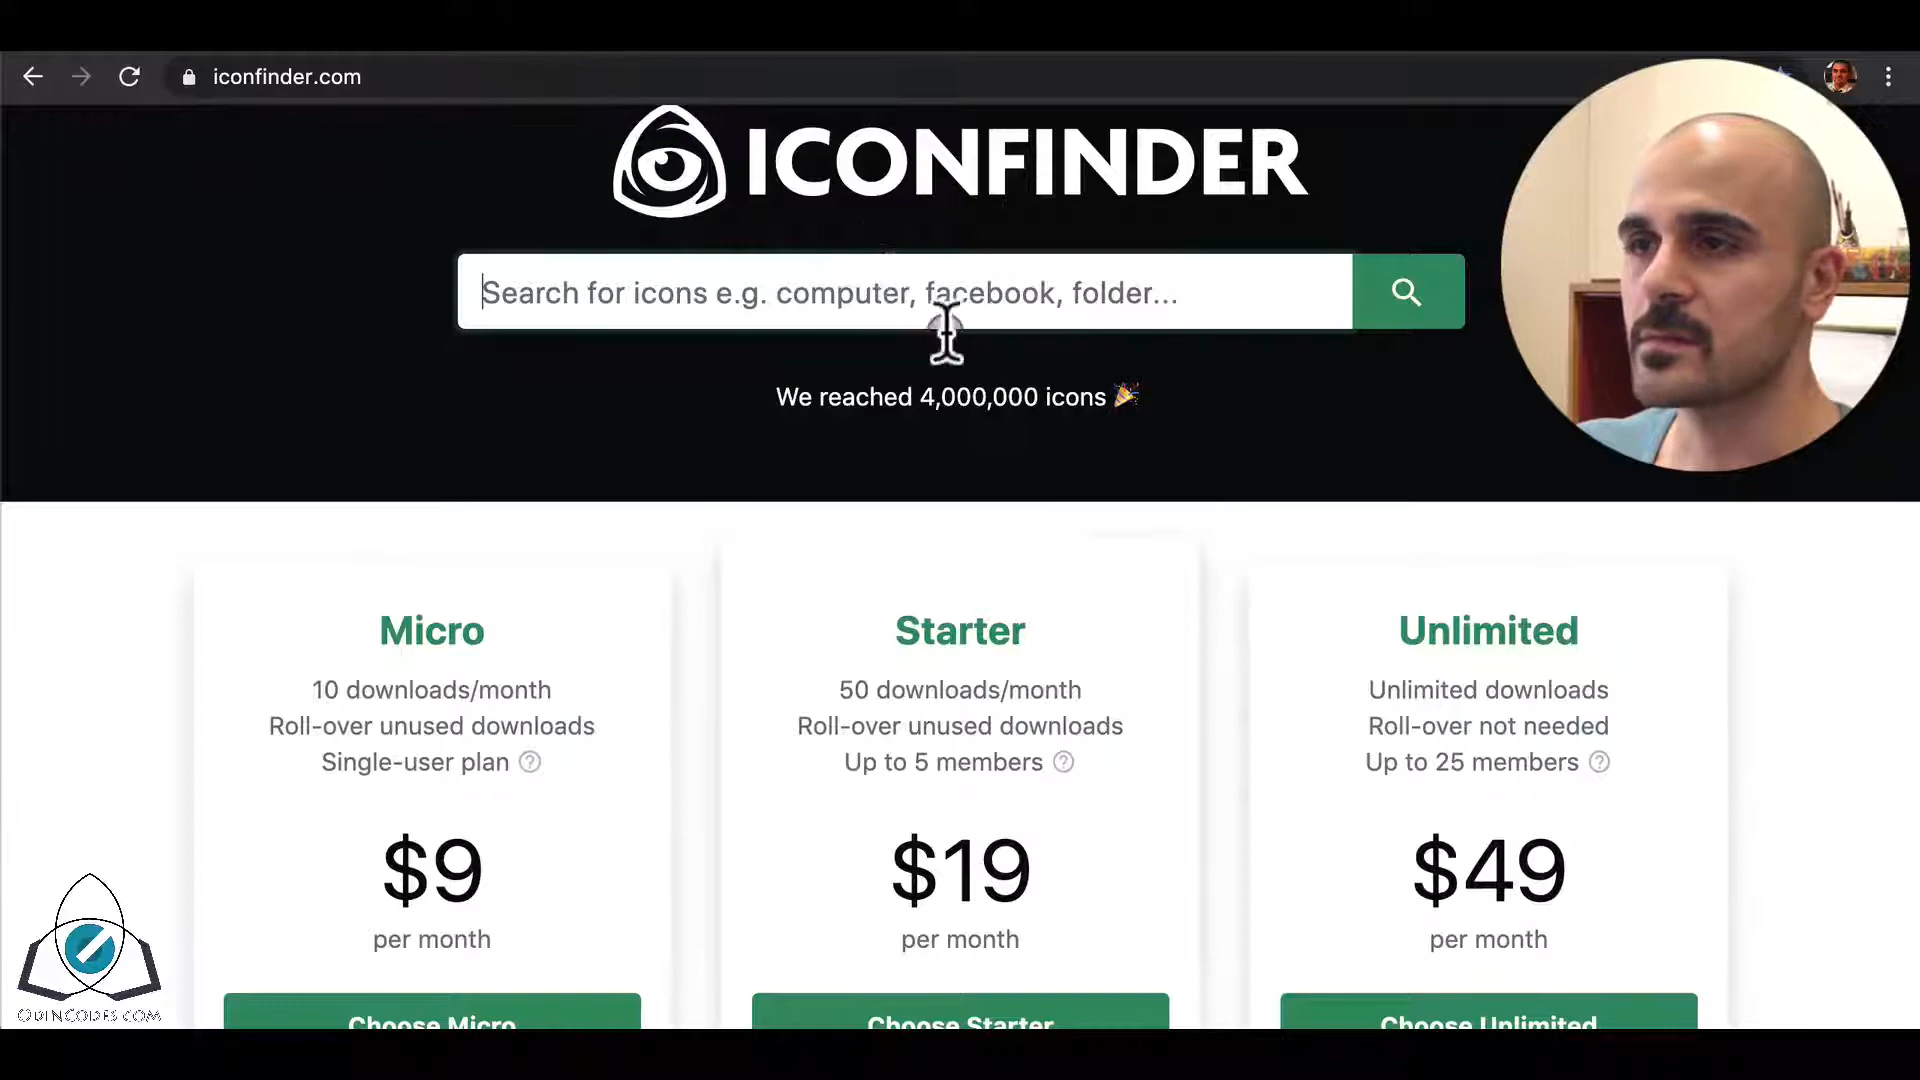 iconfinder.com
ICONFINDER
Search for icons e.g. computer, facebook, folder...
We reached 4,000,000 icons 🎉
Micro
10 downloads/month
Roll-over unused downloads
Single-user plan ?
$9
per month
Choose Micro
Starter
50 downloads/month
Roll-over unused downloads
Up to 5 members ?
$19
per month
Choose Starter
Unlimited
Unlimited downloads
Roll-over not needed
Up to 25 members ?
$49
per month
Choose Unlimited
ODINCODES.COM